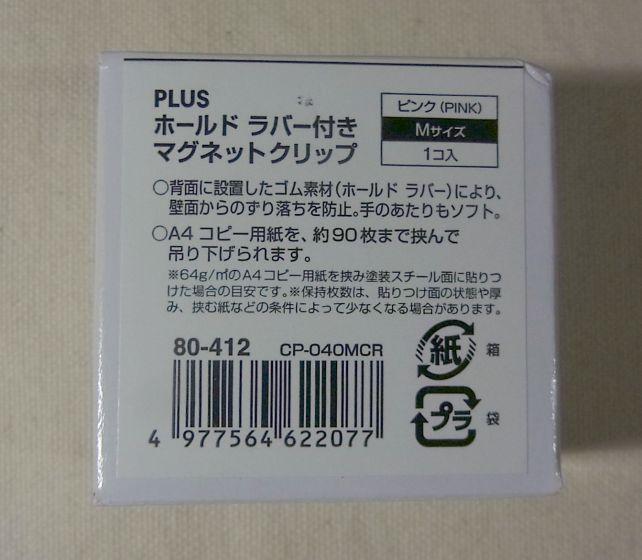 PLUS
ホールド ラバー付き
マグネットクリップ
ピンク（PINK）
Mサイズ
1コ入
○背面に設置したゴム素材（ホールド ラバー）により、
壁面からのずり落ちを防止。手のあたりもソフト。
○A4コピー用紙を、約90枚まで挟んで
吊り下げられます。
※64g/㎡のA4コピー用紙を挟み塗装スチール面に貼りつ
けた場合の目安です。※保持枚数は、貼りつけ面の状態や厚
み、挟む紙などの条件によって少なくなる場合があります。
80-412 CP-040MCR
4 977564 622077
紙 箱
プラ 袋